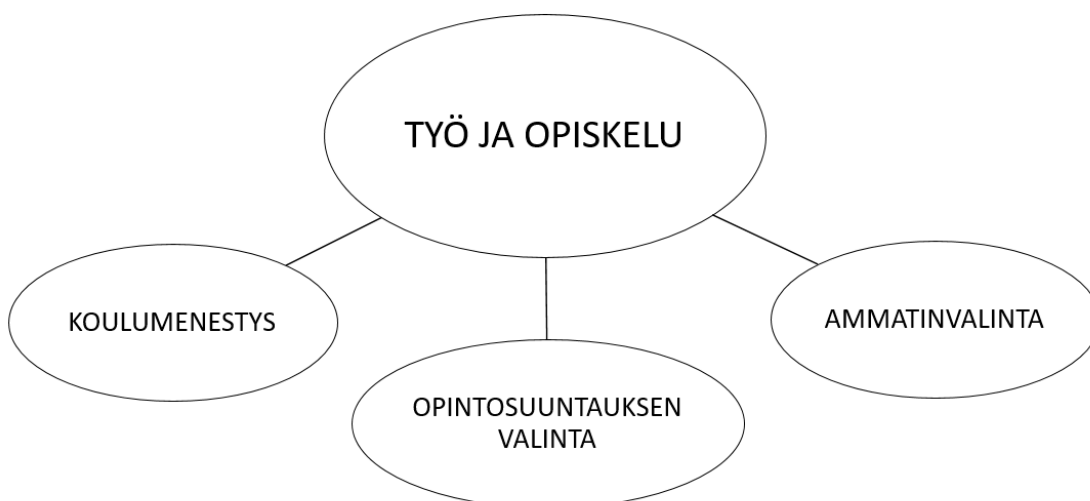 TYÖ JA OPISKELU
KOULUMENESTYS
OPINTOSUUNTAUKSEN
VALINTA
AMMATINVALINTA